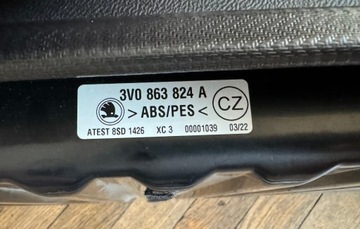 3V0 863 824 A
> ABS/PES < CZ
ATEST 8SD 1426 XC 3 00001039 03/22